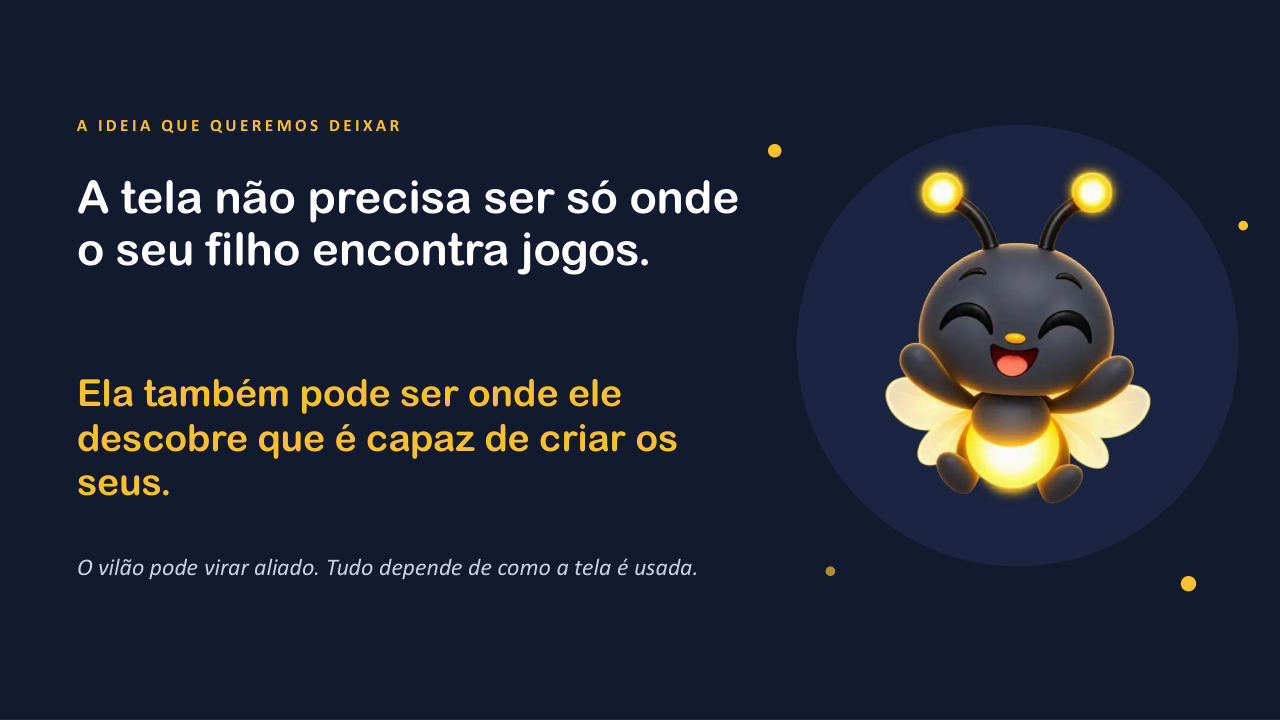 A IDEIA QUE QUEREMOS DEIXAR
A tela não precisa ser só onde
o seu filho encontra jogos.
Ela também pode ser onde ele
descobre que é capaz de criar os
seus.
O vilão pode virar aliado. Tudo depende de como a tela é usada.